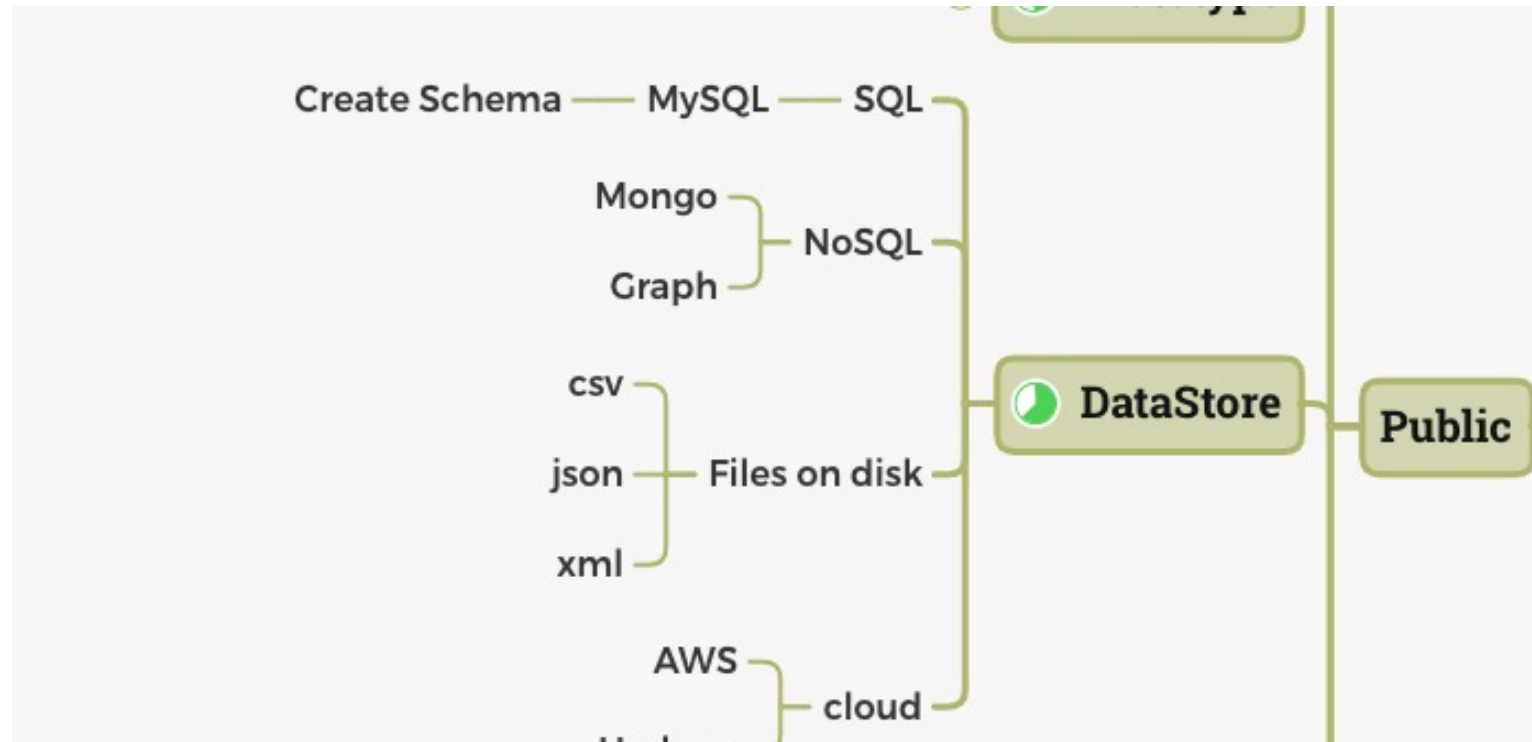 Create Schema MySQL SQL
Mongo
NoSQL
Graph
csv
DataStore
Public
json Files on disk
xml
AWS
cloud